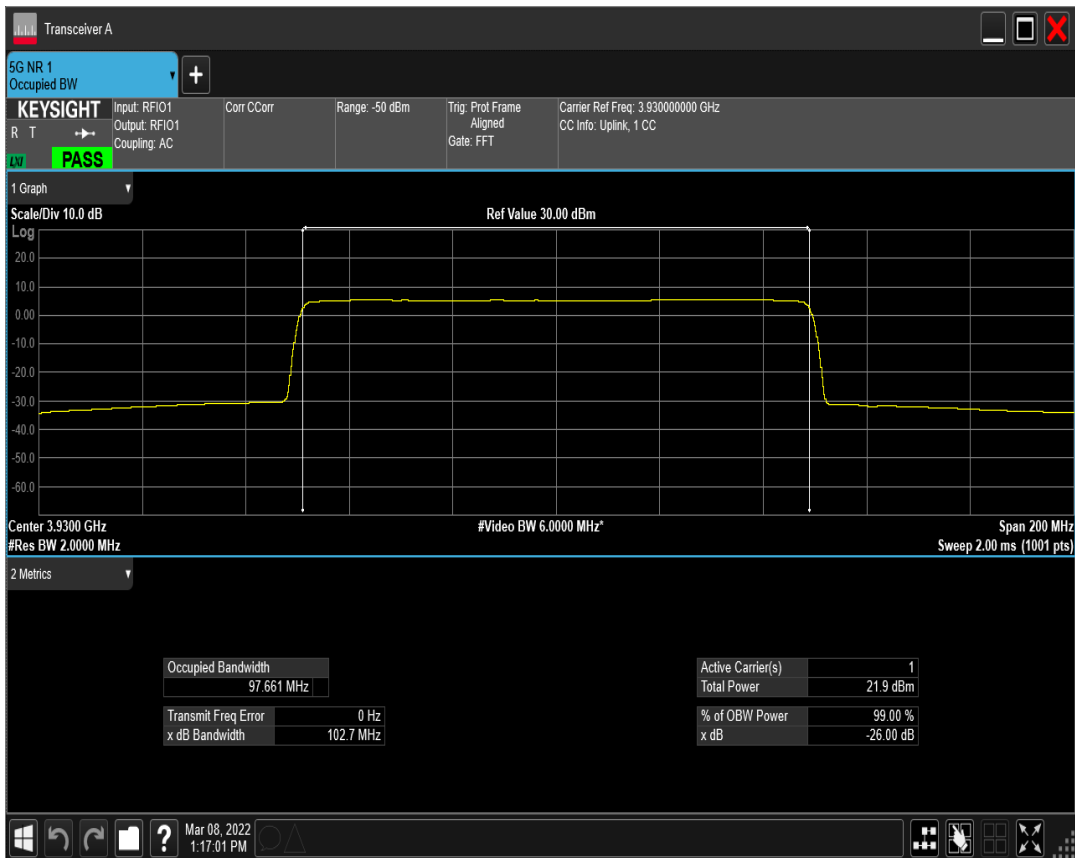 Transceiver A
5G NR 1
Occupied BW
KEYSIGHT
R T
LXI
PASS
Input: RFIO1
Output: RFIO1
Coupling: AC
Corr CCorr
Range: -50 dBm
Trig: Prot Frame
Aligned
Gate: FFT
Carrier Ref Freq: 3.930000000 GHz
CC Info: Uplink, 1 CC
1 Graph
Scale/Div 10.0 dB
Ref Value 30.00 dBm
Log
20.0
10.0
0.00
-10.0
-20.0
-30.0
-40.0
-50.0
-60.0
Center 3.9300 GHz
#Video BW 6.0000 MHz*
Span 200 MHz
#Res BW 2.0000 MHz
Sweep 2.00 ms (1001 pts)
2 Metrics
Occupied Bandwidth
97.661 MHz
Transmit Freq Error 0 Hz
x dB Bandwidth 102.7 MHz
Active Carrier(s) 1
Total Power 21.9 dBm
% of OBW Power 99.00 %
x dB -26.00 dB
?
Mar 08, 2022
1:17:01 PM